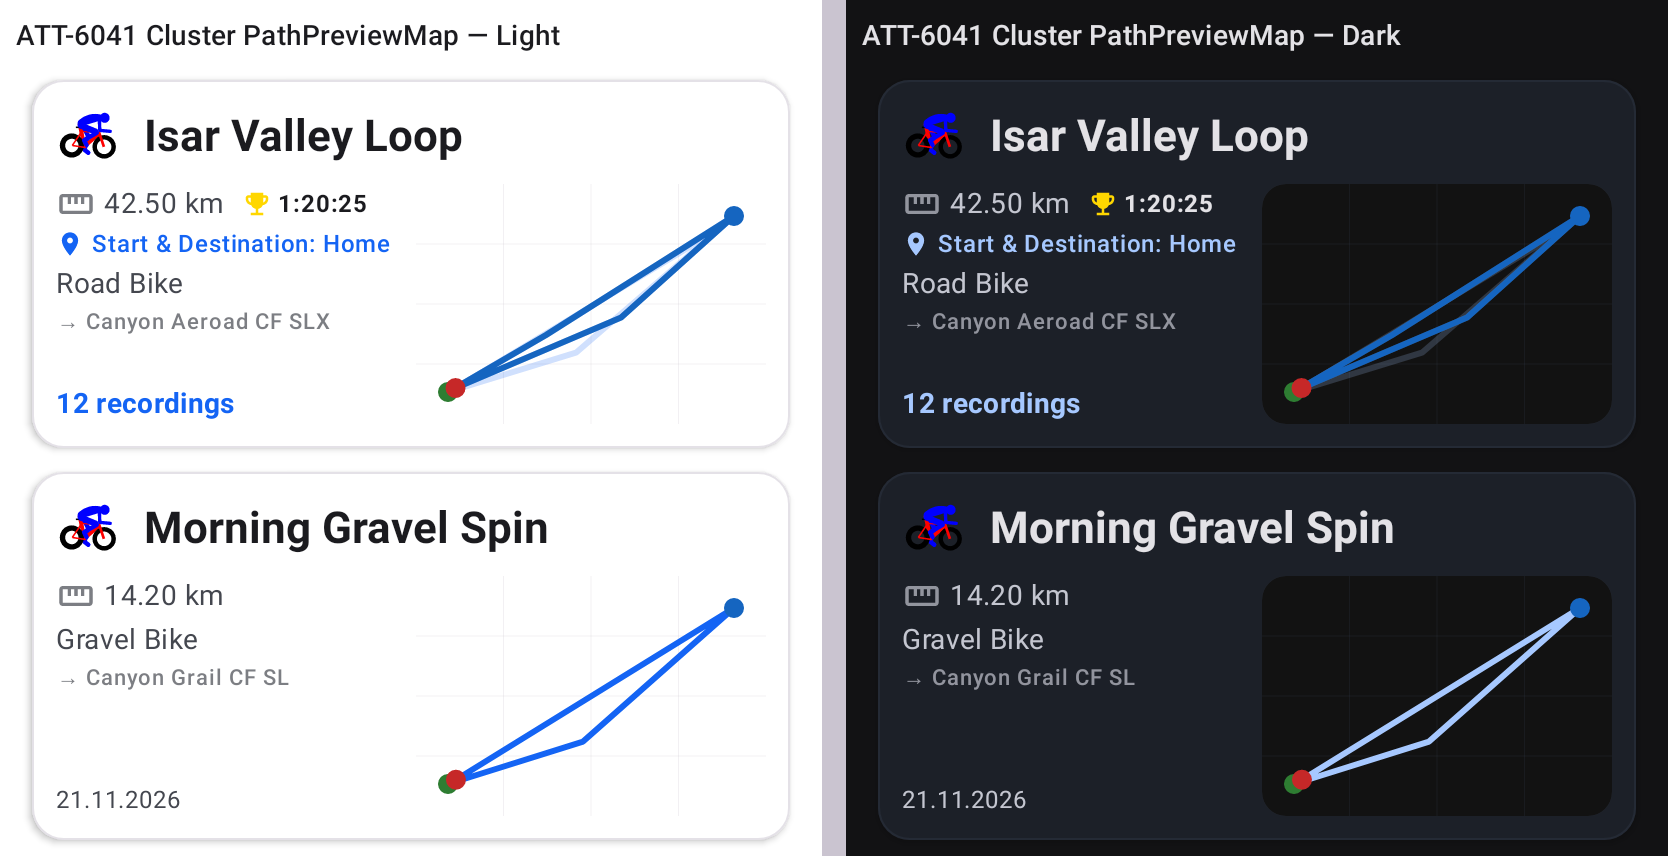 ATT-6041 Cluster PathPreviewMap — Light
Isar Valley Loop
42.50 km 1:20:25
Start & Destination: Home
Road Bike
→ Canyon Aeroad CF SLX
12 recordings
Morning Gravel Spin
14.20 km
Gravel Bike
→ Canyon Grail CF SL
21.11.2026
ATT-6041 Cluster PathPreviewMap — Dark
Isar Valley Loop
42.50 km 1:20:25
Start & Destination: Home
Road Bike
→ Canyon Aeroad CF SLX
12 recordings
Morning Gravel Spin
14.20 km
Gravel Bike
→ Canyon Grail CF SL
21.11.2026